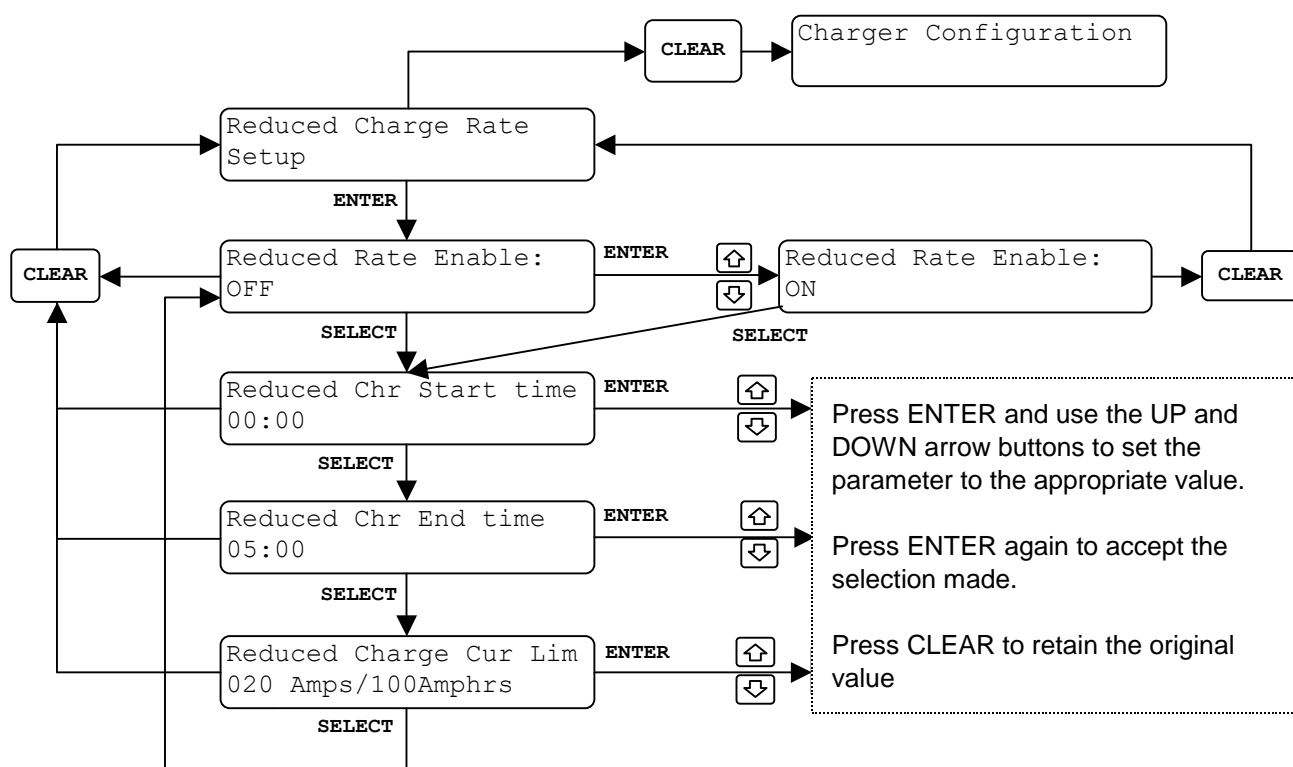 CLEAR
Charger Configuration
Reduced Charge Rate
Setup
ENTER
CLEAR
Reduced Rate Enable:
OFF
ENTER
Reduced Rate Enable:
ON
CLEAR
SELECT
SELECT
Reduced Chr Start time
00:00
ENTER
SELECT
Reduced Chr End time
05:00
ENTER
SELECT
Reduced Charge Cur Lim
020 Amps/100Amphrs
ENTER
SELECT
Press ENTER and use the UP and
DOWN arrow buttons to set the
parameter to the appropriate value.
Press ENTER again to accept the
selection made.
Press CLEAR to retain the original
value